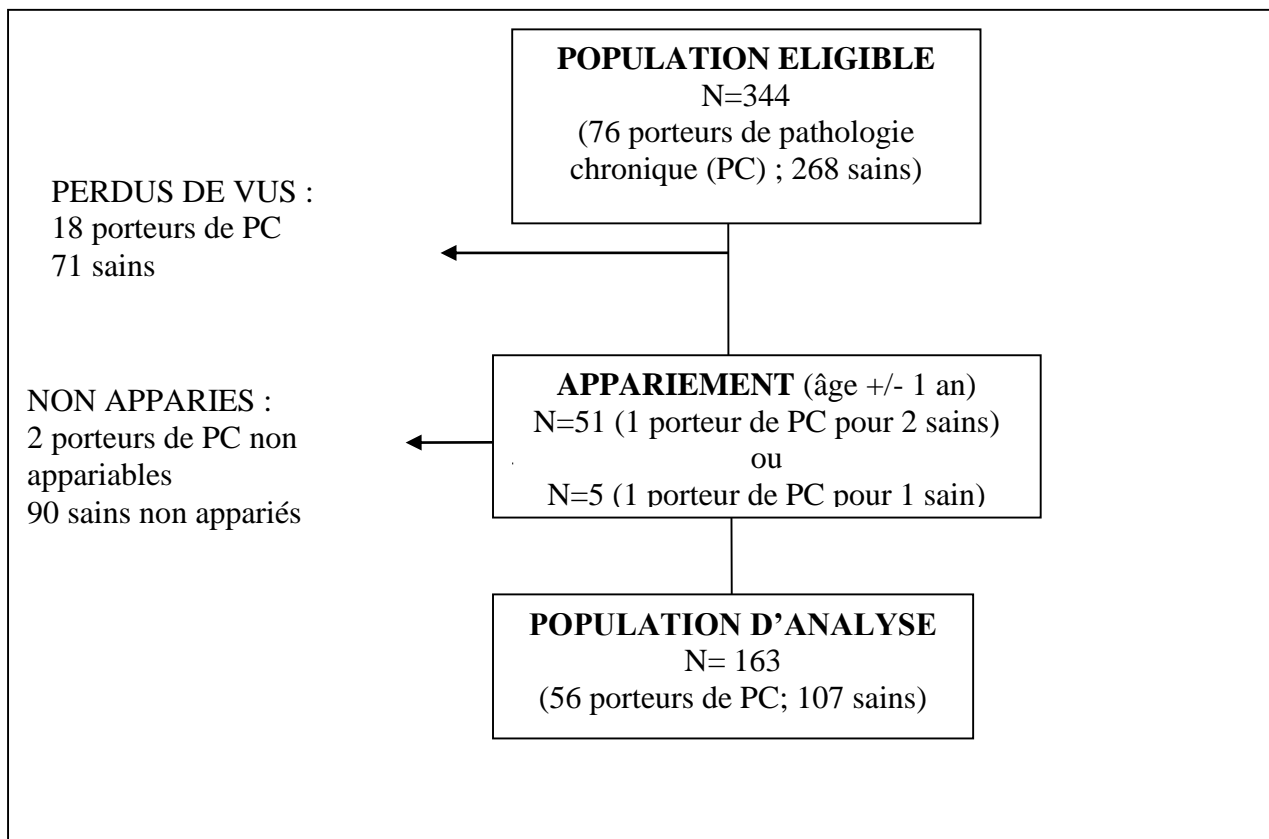 POPULATION ELIGIBLE
N=344
(76 porteurs de pathologie
chronique (PC) ; 268 sains)
PERDUS DE VUS :
18 porteurs de PC
71 sains
APPARIEMENT (âge +/- 1 an)
N=51 (1 porteur de PC pour 2 sains)
ou
N=5 (1 porteur de PC pour 1 sain)
NON APPARIES :
2 porteurs de PC non
appariables
90 sains non appariés
POPULATION D’ANALYSE
N= 163
(56 porteurs de PC; 107 sains)